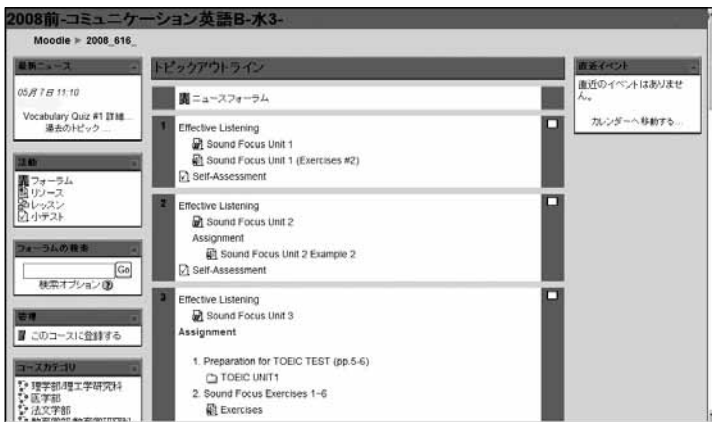 2008前-コミュニケーション英語B-水3-
Moodle ► 2008_616_
最新ニュース
05月 7日 11:10
Vocabulary Quiz #1 詳細...
過去のトピック ...
活動
フォーラム
リソース
レッスン
小テスト
フォーラムの検索
Go
検索オプション
管理
このコースに登録する
コースカテゴリ
理学部/理工学研究科
医学部
法文学部
トピックアウトライン
ニュースフォーラム
1
Effective Listening
Sound Focus Unit 1
Sound Focus Unit 1 (Exercises #2)
Self-Assessment
2
Effective Listening
Sound Focus Unit 2
Assignment
Sound Focus Unit 2 Example 2
Self-Assessment
3
Effective Listening
Sound Focus Unit 3
Assignment
1. Preparation for TOEIC TEST (pp.5-6)
TOEIC UNIT1
2. Sound Focus Exercises 1~6
Exercises
直近イベント
直近のイベントはありませ
ん。
カレンダーへ移動する...